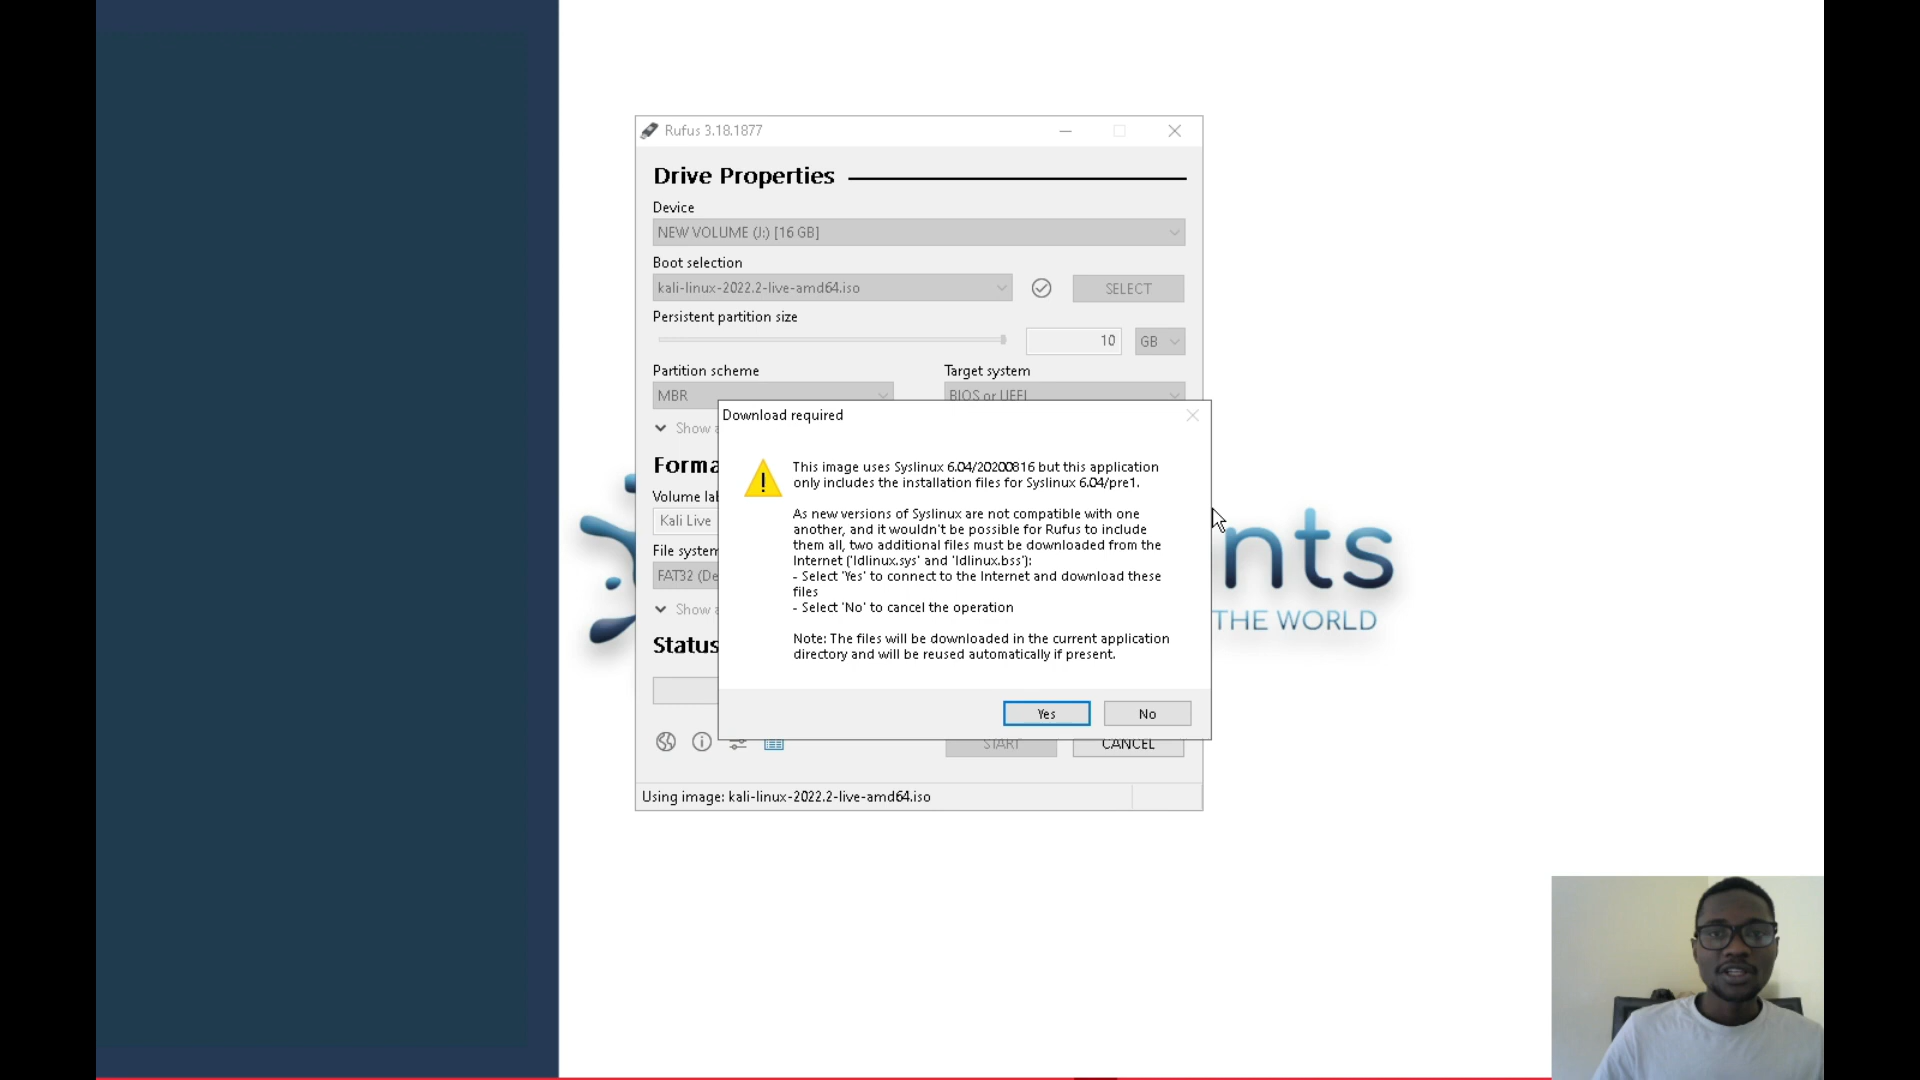 Rufus 3.18.1877
Drive Properties
Device
NEW VOLUME (J:) [16 GB]
Boot selection
kali-linux-2022.2-live-amd64.iso
SELECT
Persistent partition size
10
GB
Partition scheme
Target system
MBR
BIOS or UEFI
Show
Download required
This image uses Syslinux 6.04/20200816 but this application
only includes the installation files for Syslinux 6.04/pre1.
As new versions of Syslinux are not compatible with one
another, and it wouldn't be possible for Rufus to include
them all, two additional files must be downloaded from the
Internet ('ldlinux.sys' and 'ldlinux.bss'):
- Select 'Yes' to connect to the Internet and download these
files
- Select 'No' to cancel the operation
Note: The files will be downloaded in the current application
directory and will be reused automatically if present.
Yes
No
Forma
Volume la
Kali Live
File system
FAT32 (De
Show
Status
START
CANCEL
Using image: kali-linux-2022.2-live-amd64.iso
nts
THE WORLD